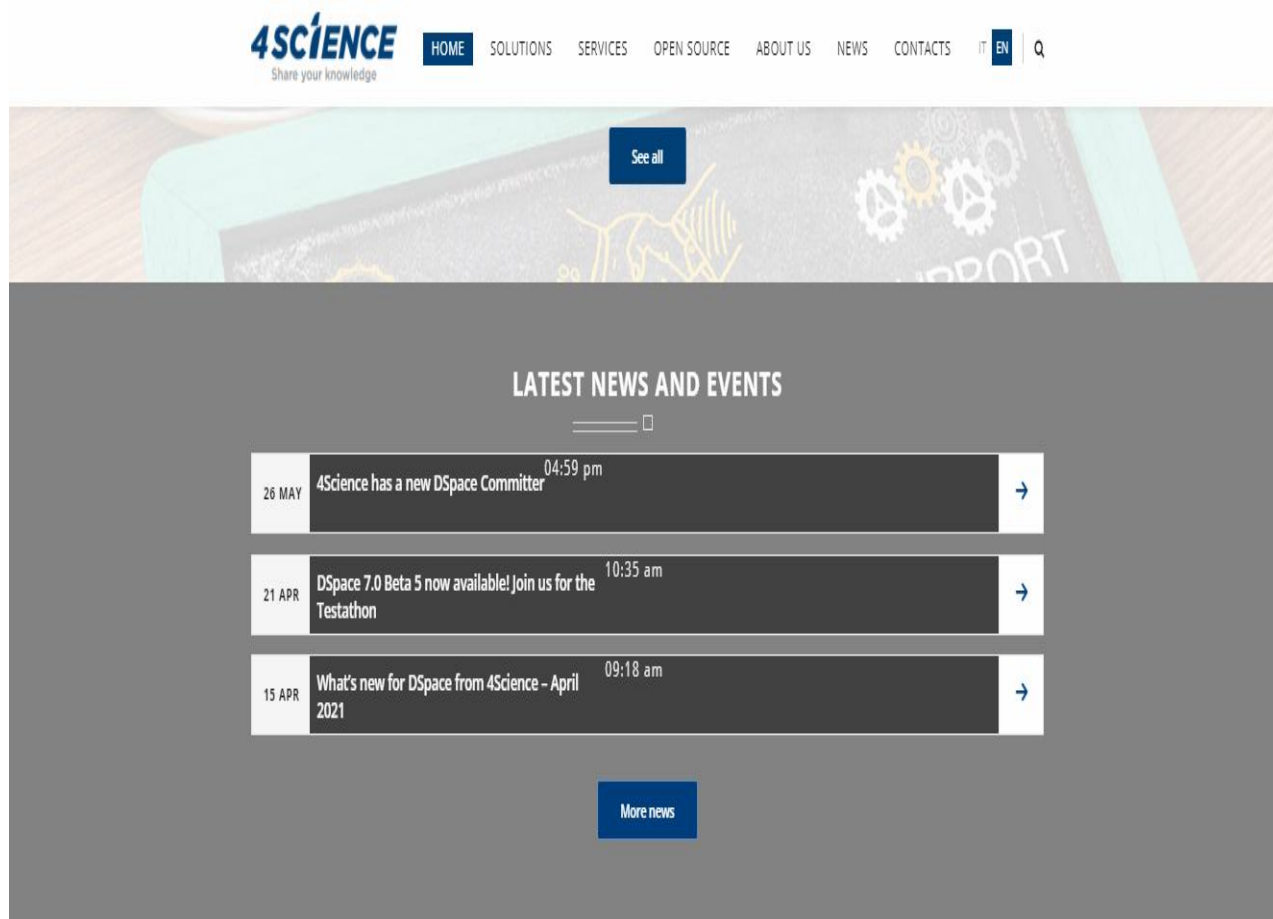 4SCIENCE
Share your knowledge
HOME SOLUTIONS SERVICES OPEN SOURCE ABOUT US NEWS CONTACTS IT EN
See all
SUPPORT
LATEST NEWS AND EVENTS
26 MAY 4Science has a new DSpace Committer 04:59 pm
21 APR DSpace 7.0 Beta 5 now available! Join us for the 10:35 am
Testathon
15 APR What's new for DSpace from 4Science – April 09:18 am
2021
More news